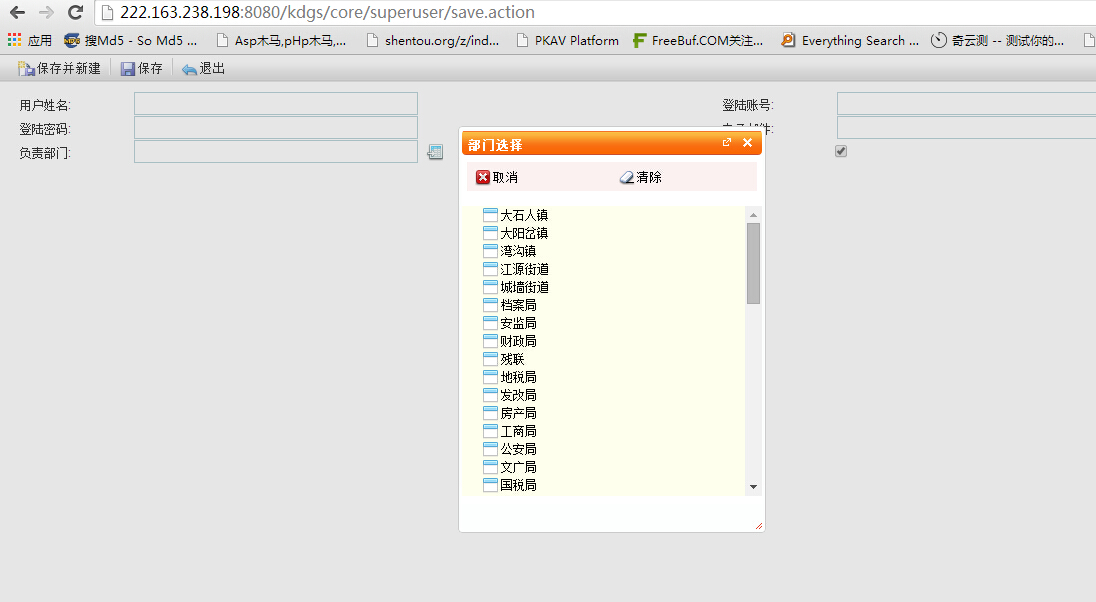 222.163.238.198:8080/kdgs/core/superuser/save.action
应用 搜Md5 - So Md5 ... Asp木马,pHp木马,... shentou.org/z/ind... PKAV Platform FreeBuf.COM关注... Everything Search ... 奇云测 -- 测试你的...
保存并新建 保存 退出
用户姓名: 登陆账号:
登陆密码:
负责部门:
部门选择
取消 清除
大石人镇
大阳岔镇
湾沟镇
江源街道
城墙街道
档案局
安监局
财政局
残联
地税局
发改局
房产局
工商局
公安局
文广局
国税局